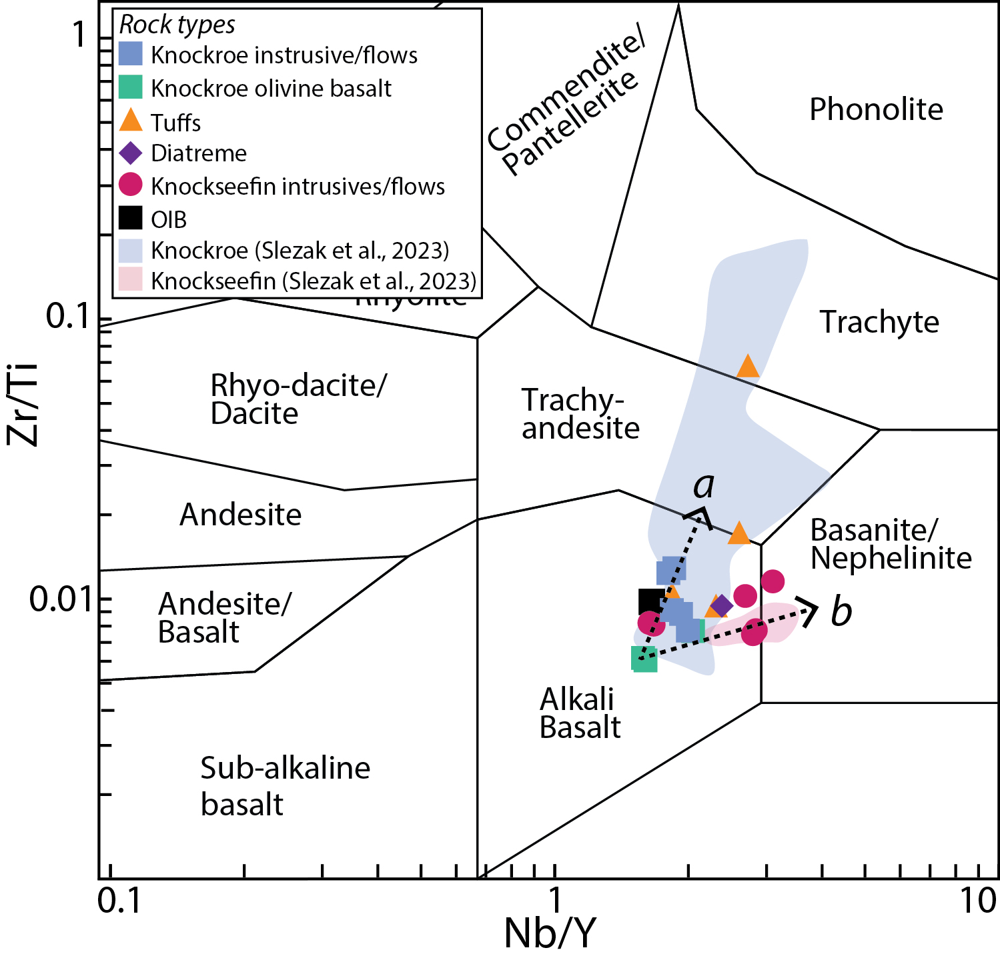 Rock types
Knockroe instrusive/flows
Knockroe olivine basalt
Tuffs
Diatreme
Knockseefin intrusives/flows
OIB
Knockroe (Slezak et al., 2023)
Knockseefin (Slezak et al., 2023)
Rhyolite
Commendite/
Pantellerite
Phonolite
Trachyte
Rhyo-dacite/
Dacite
Trachy-
andesite
Andesite
Andesite/
Basalt
Basanite/
Nephelinite
Alkali
Basalt
Sub-alkaline
basalt
a
b
1
0.1
0.01
Zr/Ti
0.1
1
10
Nb/Y